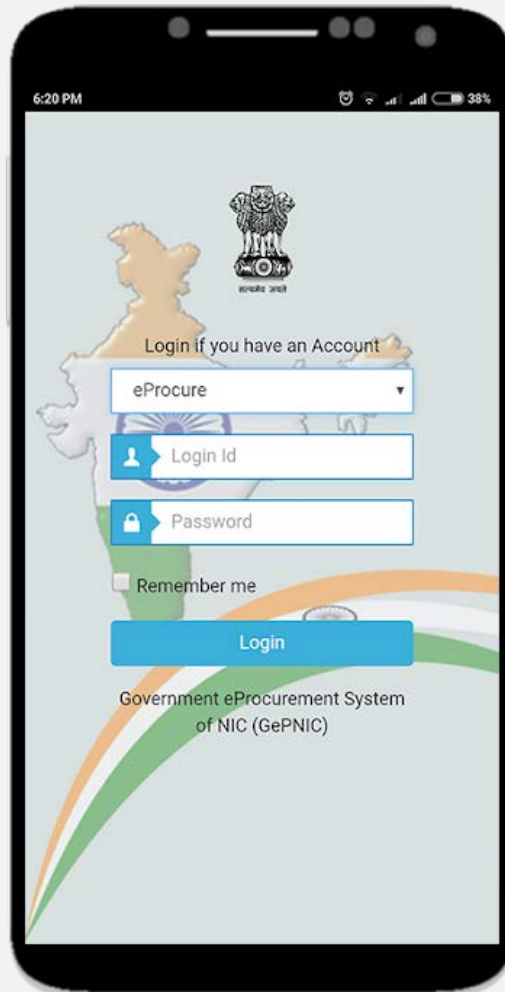 6:20 PM 38%
सत्यमेव जयते
Login if you have an Account
eProcure
Login Id
Password
Remember me
Login
Government eProcurement System
of NIC (GePNIC)